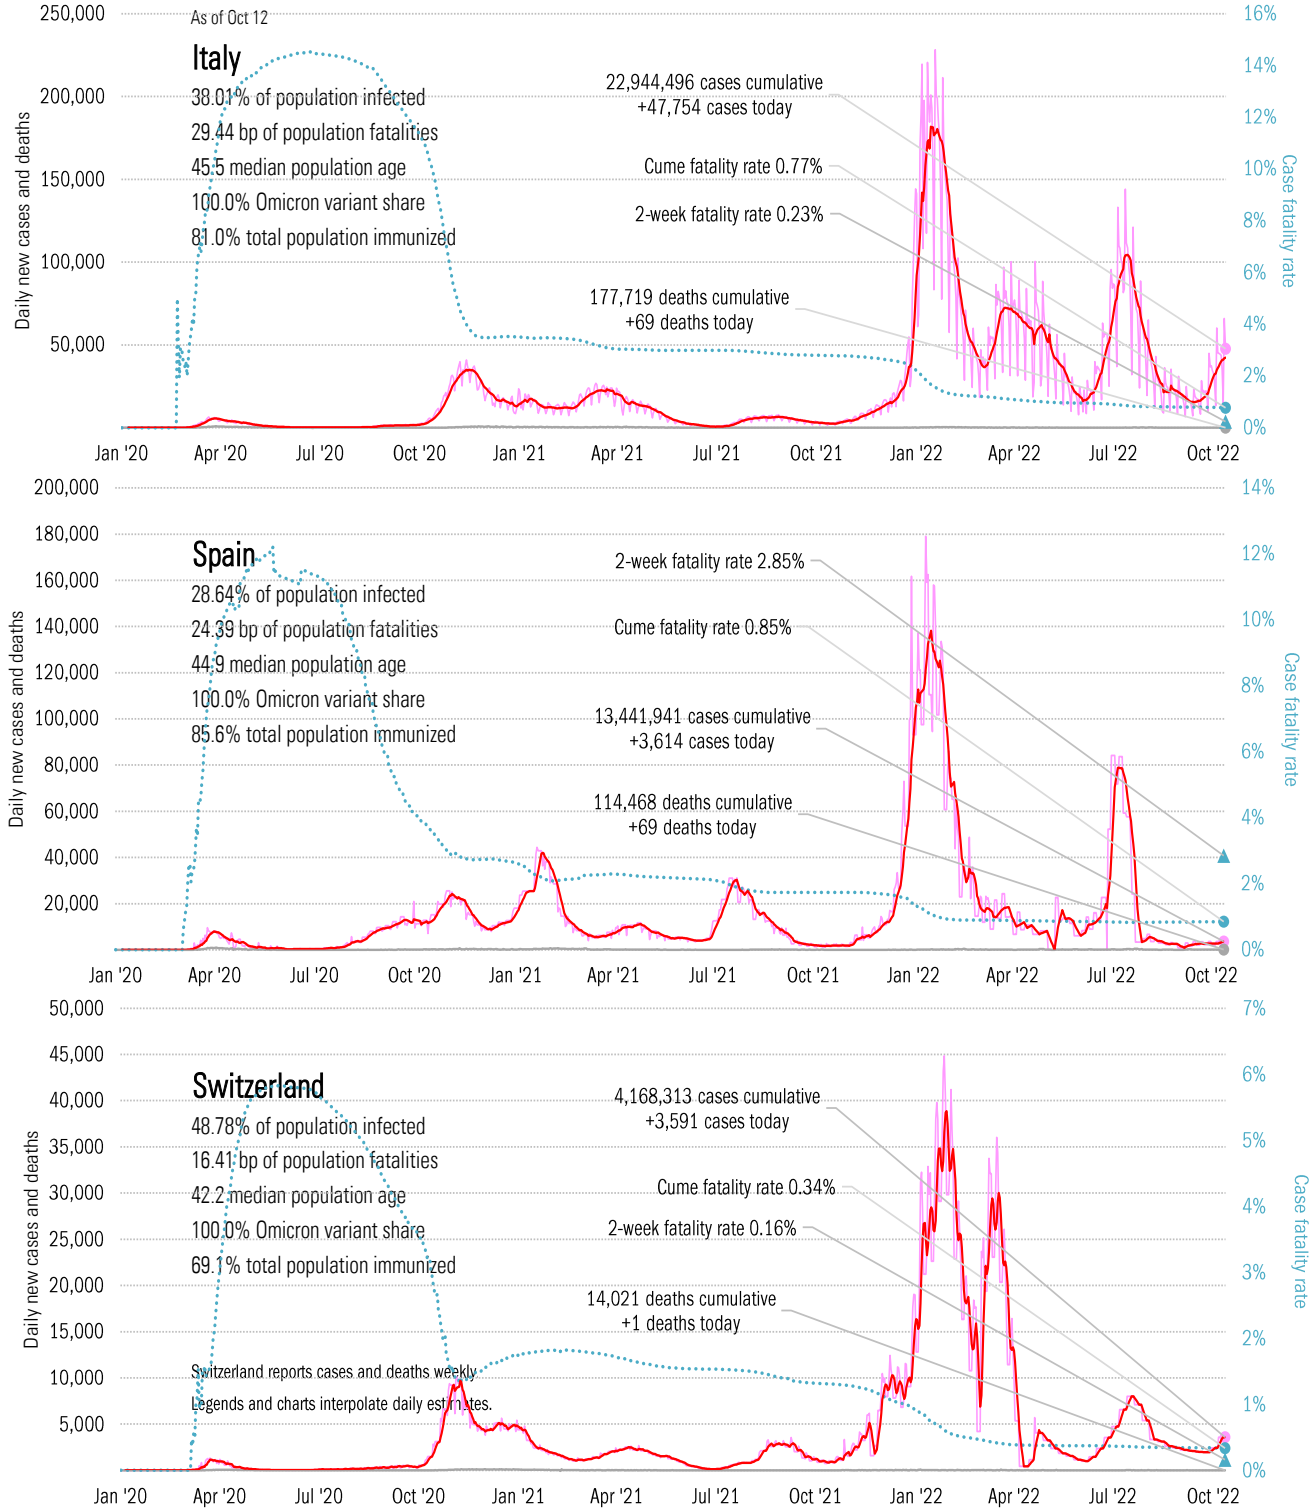 As of Oct 12
Italy
38.01% of population infected
29.44 bp of population fatalities
45.5 median population age
100.0% Omicron variant share
81.0% total population immunized
22,944,496 cases cumulative
+47,754 cases today
Cume fatality rate 0.77%
2-week fatality rate 0.23%
177,719 deaths cumulative
+69 deaths today
Daily new cases and deaths
250,000
200,000
150,000
100,000
50,000
16%
14%
12%
10%
8%
6%
4%
2%
0%
Case fatality rate
Jan '20 Apr '20 Jul '20 Oct '20 Jan '21 Apr '21 Jul '21 Oct '21 Jan '22 Apr '22 Jul '22 Oct '22
Spain
28.64% of population infected
24.39 bp of population fatalities
44.9 median population age
100.0% Omicron variant share
85.6% total population immunized
2-week fatality rate 2.85%
Cume fatality rate 0.85%
13,441,941 cases cumulative
+3,614 cases today
114,468 deaths cumulative
+69 deaths today
Daily new cases and deaths
200,000
180,000
160,000
140,000
120,000
100,000
80,000
60,000
40,000
20,000
14%
12%
10%
8%
6%
4%
2%
0%
Case fatality rate
Jan '20 Apr '20 Jul '20 Oct '20 Jan '21 Apr '21 Jul '21 Oct '21 Jan '22 Apr '22 Jul '22 Oct '22
Switzerland
48.78% of population infected
16.41 bp of population fatalities
42.2 median population age
100.0% Omicron variant share
69.1% total population immunized
Switzerland reports cases and deaths weekly.
Legends and charts interpolate daily estimates.
4,168,313 cases cumulative
+3,591 cases today
Cume fatality rate 0.34%
2-week fatality rate 0.16%
14,021 deaths cumulative
+1 deaths today
Daily new cases and deaths
50,000
45,000
40,000
35,000
30,000
25,000
20,000
15,000
10,000
5,000
7%
6%
5%
4%
3%
2%
1%
0%
Case fatality rate
Jan '20 Apr '20 Jul '20 Oct '20 Jan '21 Apr '21 Jul '21 Oct '21 Jan '22 Apr '22 Jul '22 Oct '22